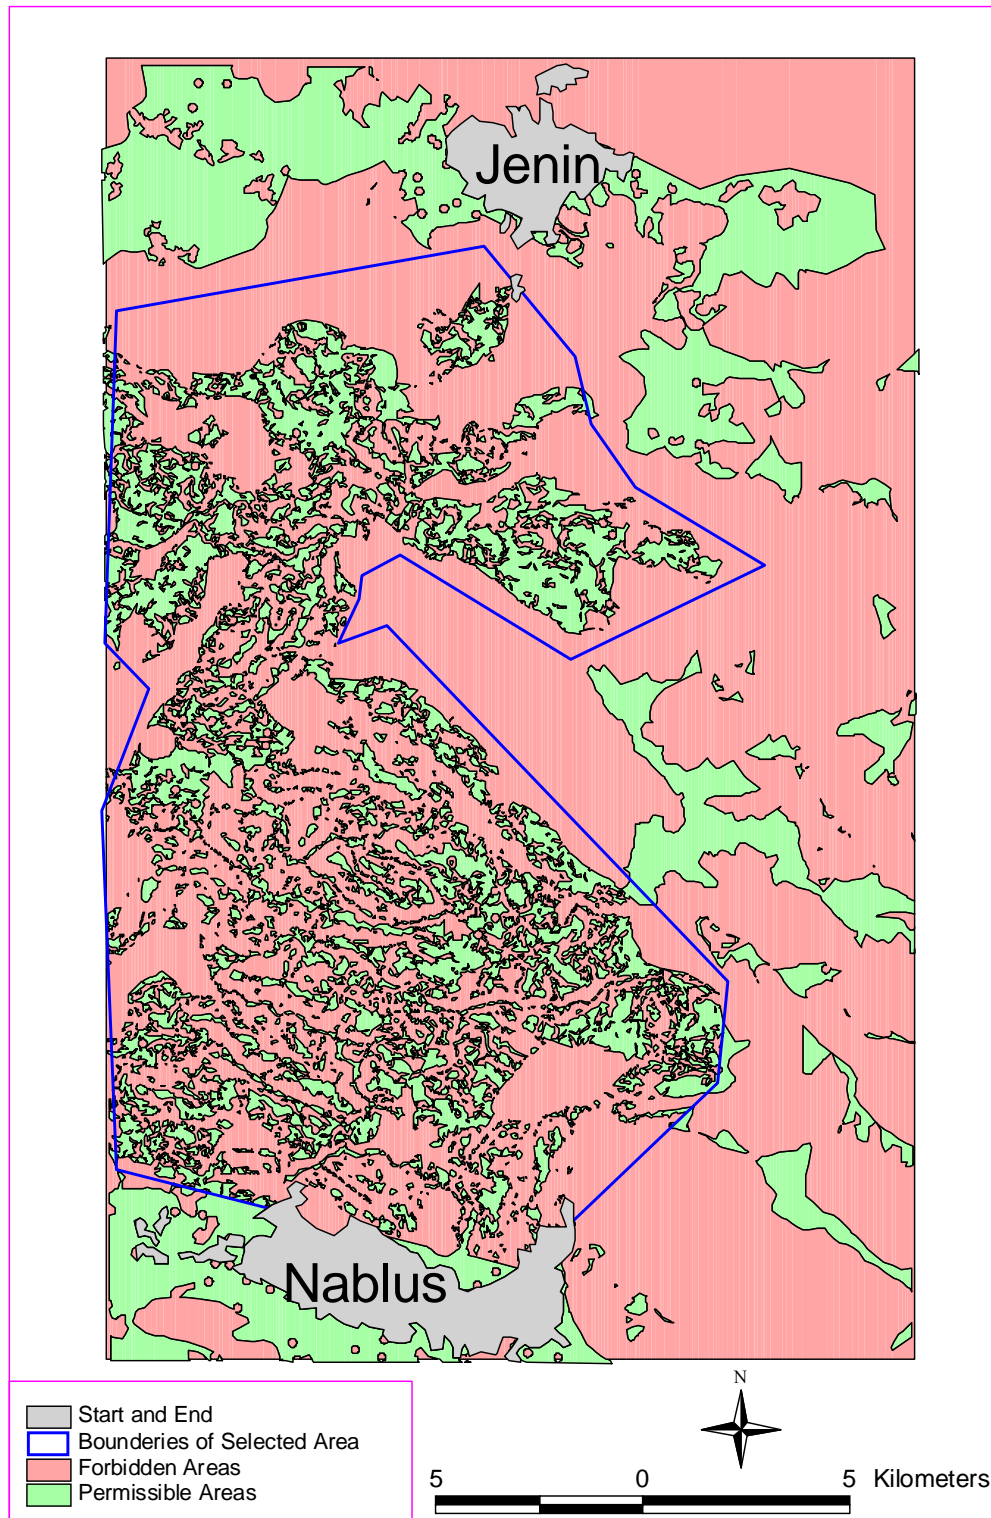 Jenin
Nablus
Start and End
Bounderies of Selected Area
Forbidden Areas
Permissible Areas
N
5 0 5 Kilometers